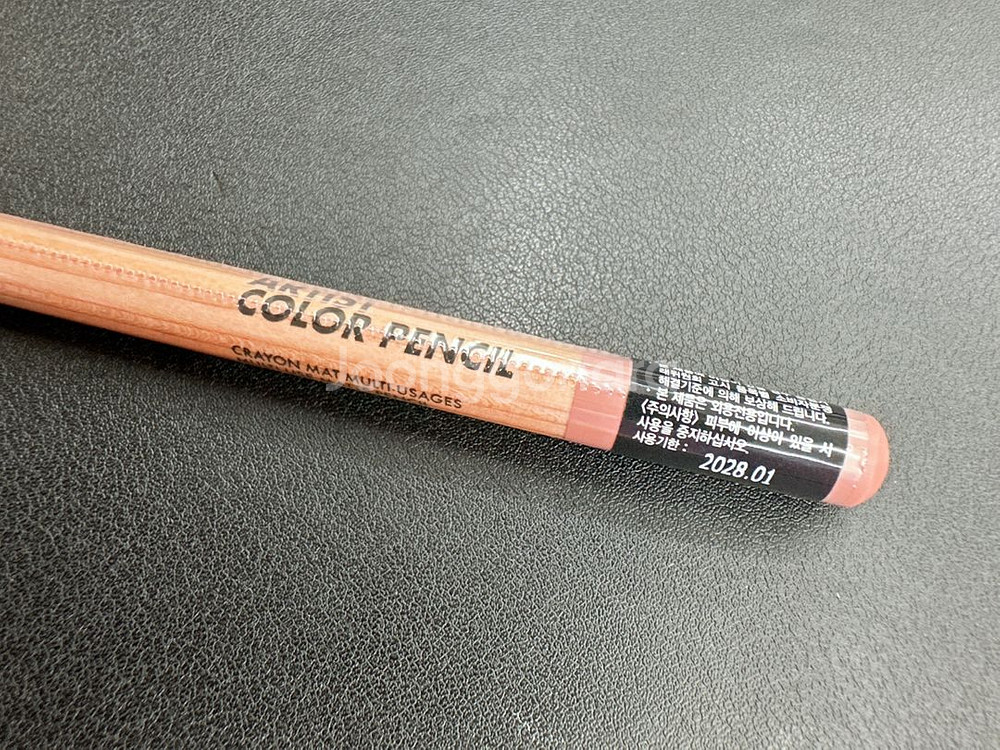 ARTIST
COLOR PENCIL
CRAYON MAT MULTI-USAGES
해결기준에 의해 보상해 드립니다.
· 본 제품은 외용전용입니다.
〈주의사항〉 피부에 이상이 있을 시
사용을 중지하십시오.
사용기한 :
2028.01